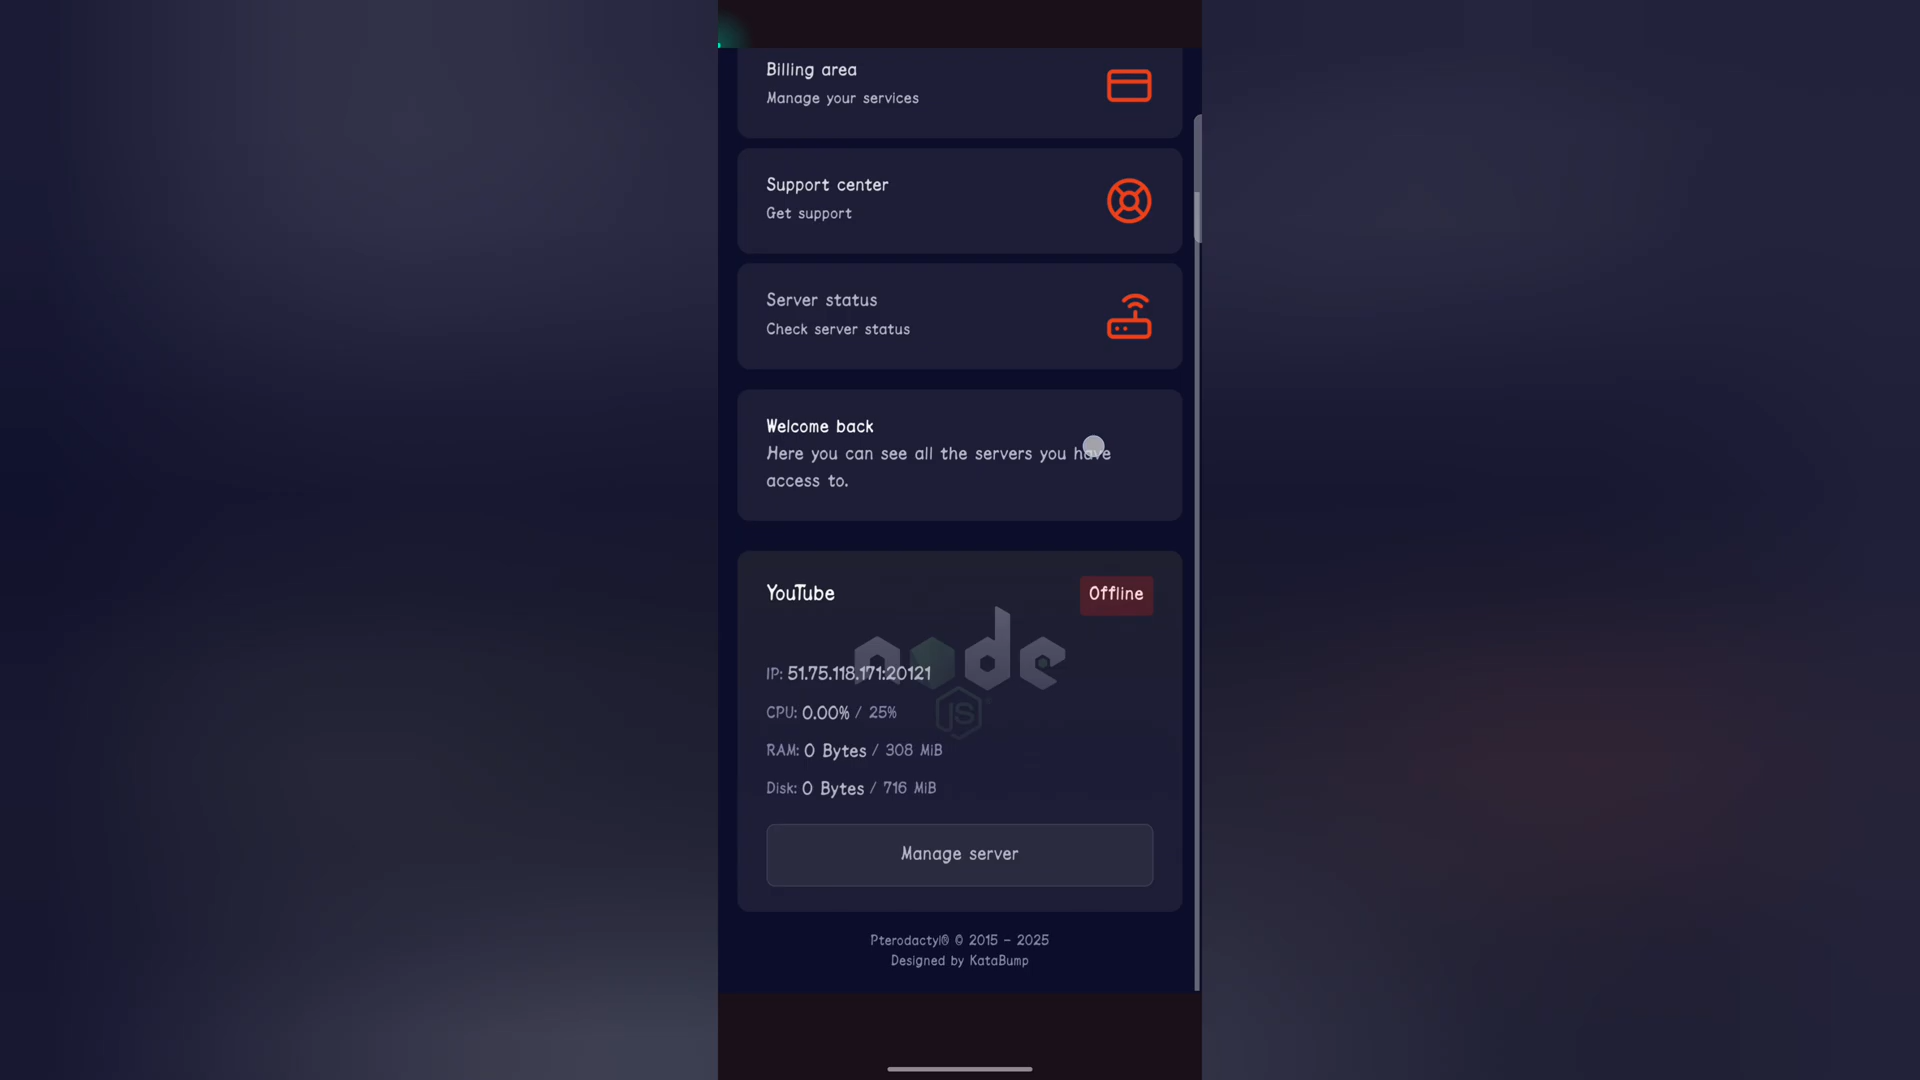 Billing area
Manage your services
Support center
Get support
Server status
Check server status
Welcome back
Here you can see all the servers you have
access to.
YouTube
Offline
node
JS
IP: 51.75.118.171:20121
CPU: 0.00% / 25%
RAM: 0 Bytes / 308 MiB
Disk: 0 Bytes / 716 MiB
Manage server
Pterodactyl® © 2015 - 2025
Designed by KataBump